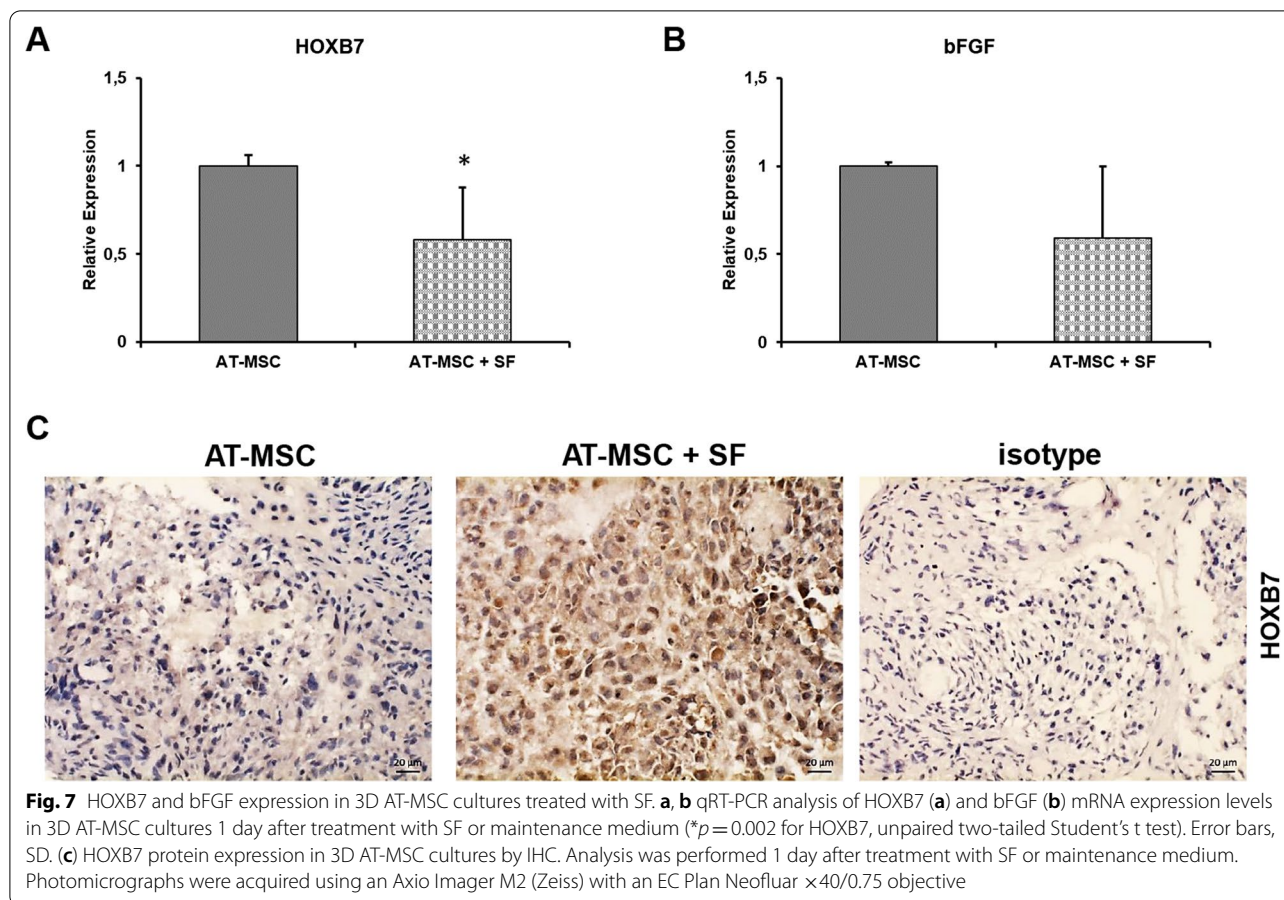 A
HOXB7
1,5
1
0,5
0
Relative Expression
*
AT-MSC
AT-MSC + SF
B
bFGF
1,5
1
0,5
0
Relative Expression
AT-MSC
AT-MSC + SF
C
AT-MSC
AT-MSC + SF
isotype
HOXB7
20 µm
20 µm
20 µm
Fig. 7 HOXB7 and bFGF expression in 3D AT-MSC cultures treated with SF. a, b qRT-PCR analysis of HOXB7 (a) and bFGF (b) mRNA expression levels
in 3D AT-MSC cultures 1 day after treatment with SF or maintenance medium (*p = 0.002 for HOXB7, unpaired two-tailed Student's t test). Error bars,
SD. (c) HOXB7 protein expression in 3D AT-MSC cultures by IHC. Analysis was performed 1 day after treatment with SF or maintenance medium.
Photomicrographs were acquired using an Axio Imager M2 (Zeiss) with an EC Plan Neofluar ×40/0.75 objective